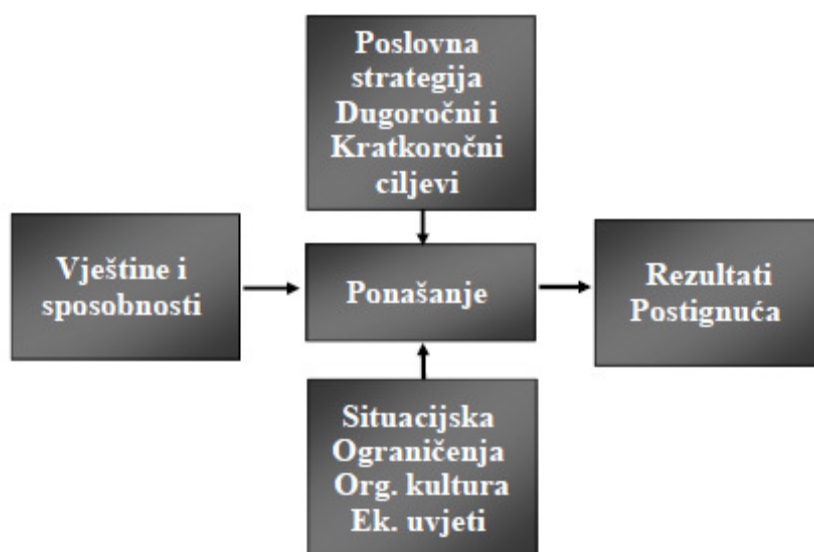 Poslovna
strategija
Dugoročni i
Kratkoročni
ciljevi
Vještine i
sposobnosti
Ponašanje
Rezultati
Postignuća
Situacijska
Ograničenja
Org. kultura
Ek. uvjeti